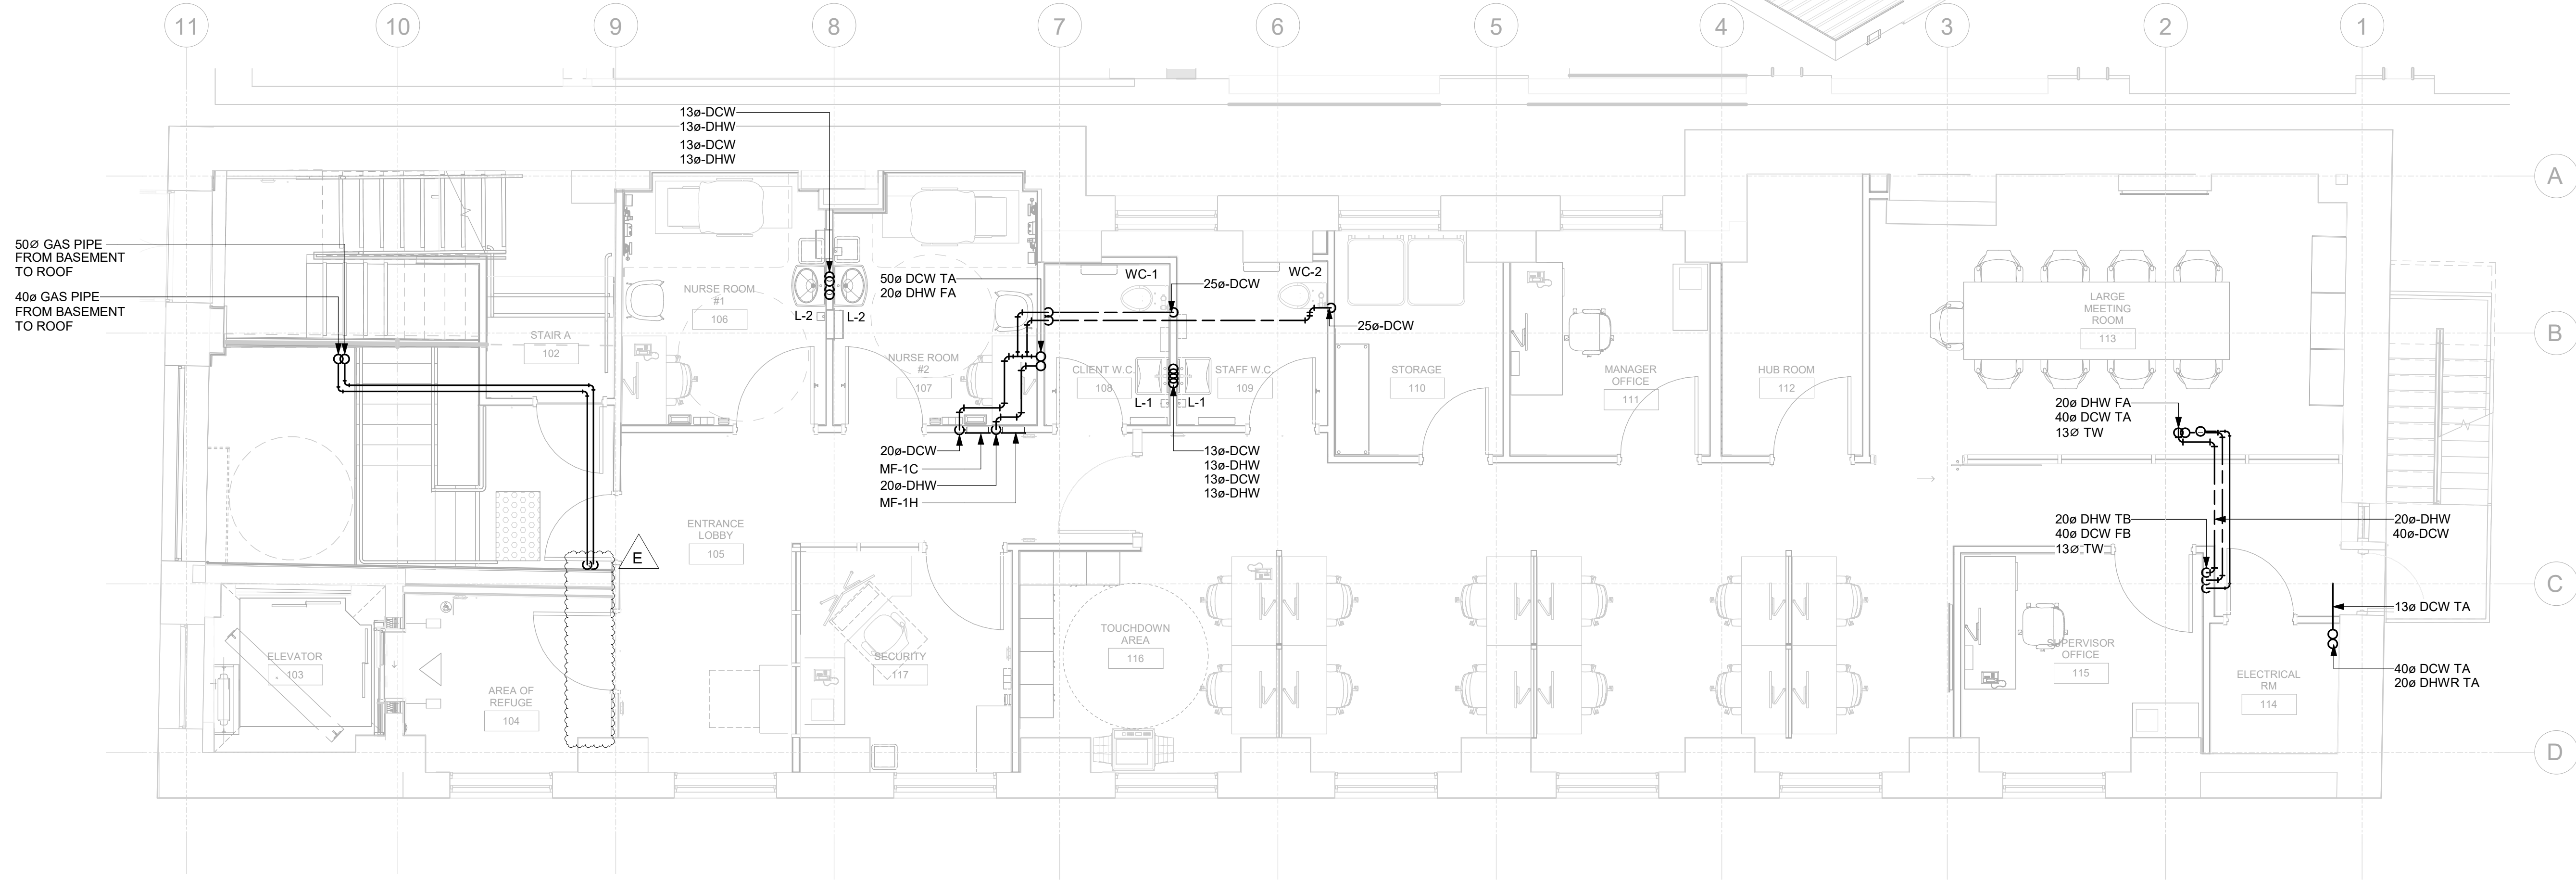 11
10
9
8
7
6
5
4
3
2
1
A
B
C
D
13ø-DCW
13ø-DHW
13ø-DCW
13ø-DHW
50Ø GAS PIPE
FROM BASEMENT
TO ROOF
40ø GAS PIPE
FROM BASEMENT
TO ROOF
STAIR A
102
NURSE ROOM
#1
106
L-2
L-2
50ø DCW TA
20ø DHW FA
NURSE ROOM
#2
107
WC-1
25ø-DCW
WC-2
25ø-DCW
CLIENT W.C.
108
STAFF W.C.
109
L-1
L-1
STORAGE
110
MANAGER
OFFICE
111
HUB ROOM
112
LARGE
MEETING
ROOM
113
20ø DHW FA
40ø DCW TA
13Ø TW
20ø-DCW
MF-1C
20ø-DHW
MF-1H
13ø-DCW
13ø-DHW
13ø-DCW
13ø-DHW
ENTRANCE
LOBBY
105
E
20ø DHW TB
40ø DCW FB
13Ø TW
20ø-DHW
40ø-DCW
13ø DCW TA
40ø DCW TA
20ø DHWR TA
ELEVATOR
103
AREA OF
REFUGE
104
SECURITY
117
TOUCHDOWN
AREA
116
SUPERVISOR
OFFICE
115
ELECTRICAL
RM
114